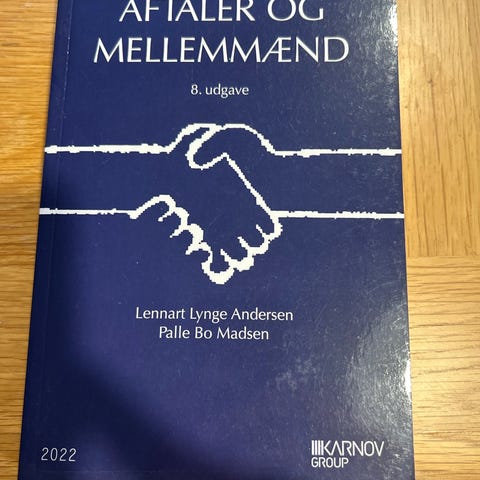 AFTALER OG
MELLEMMÆND
8. udgave
Lennart Lynge Andersen
Palle Bo Madsen
2022
KARNOV
GROUP